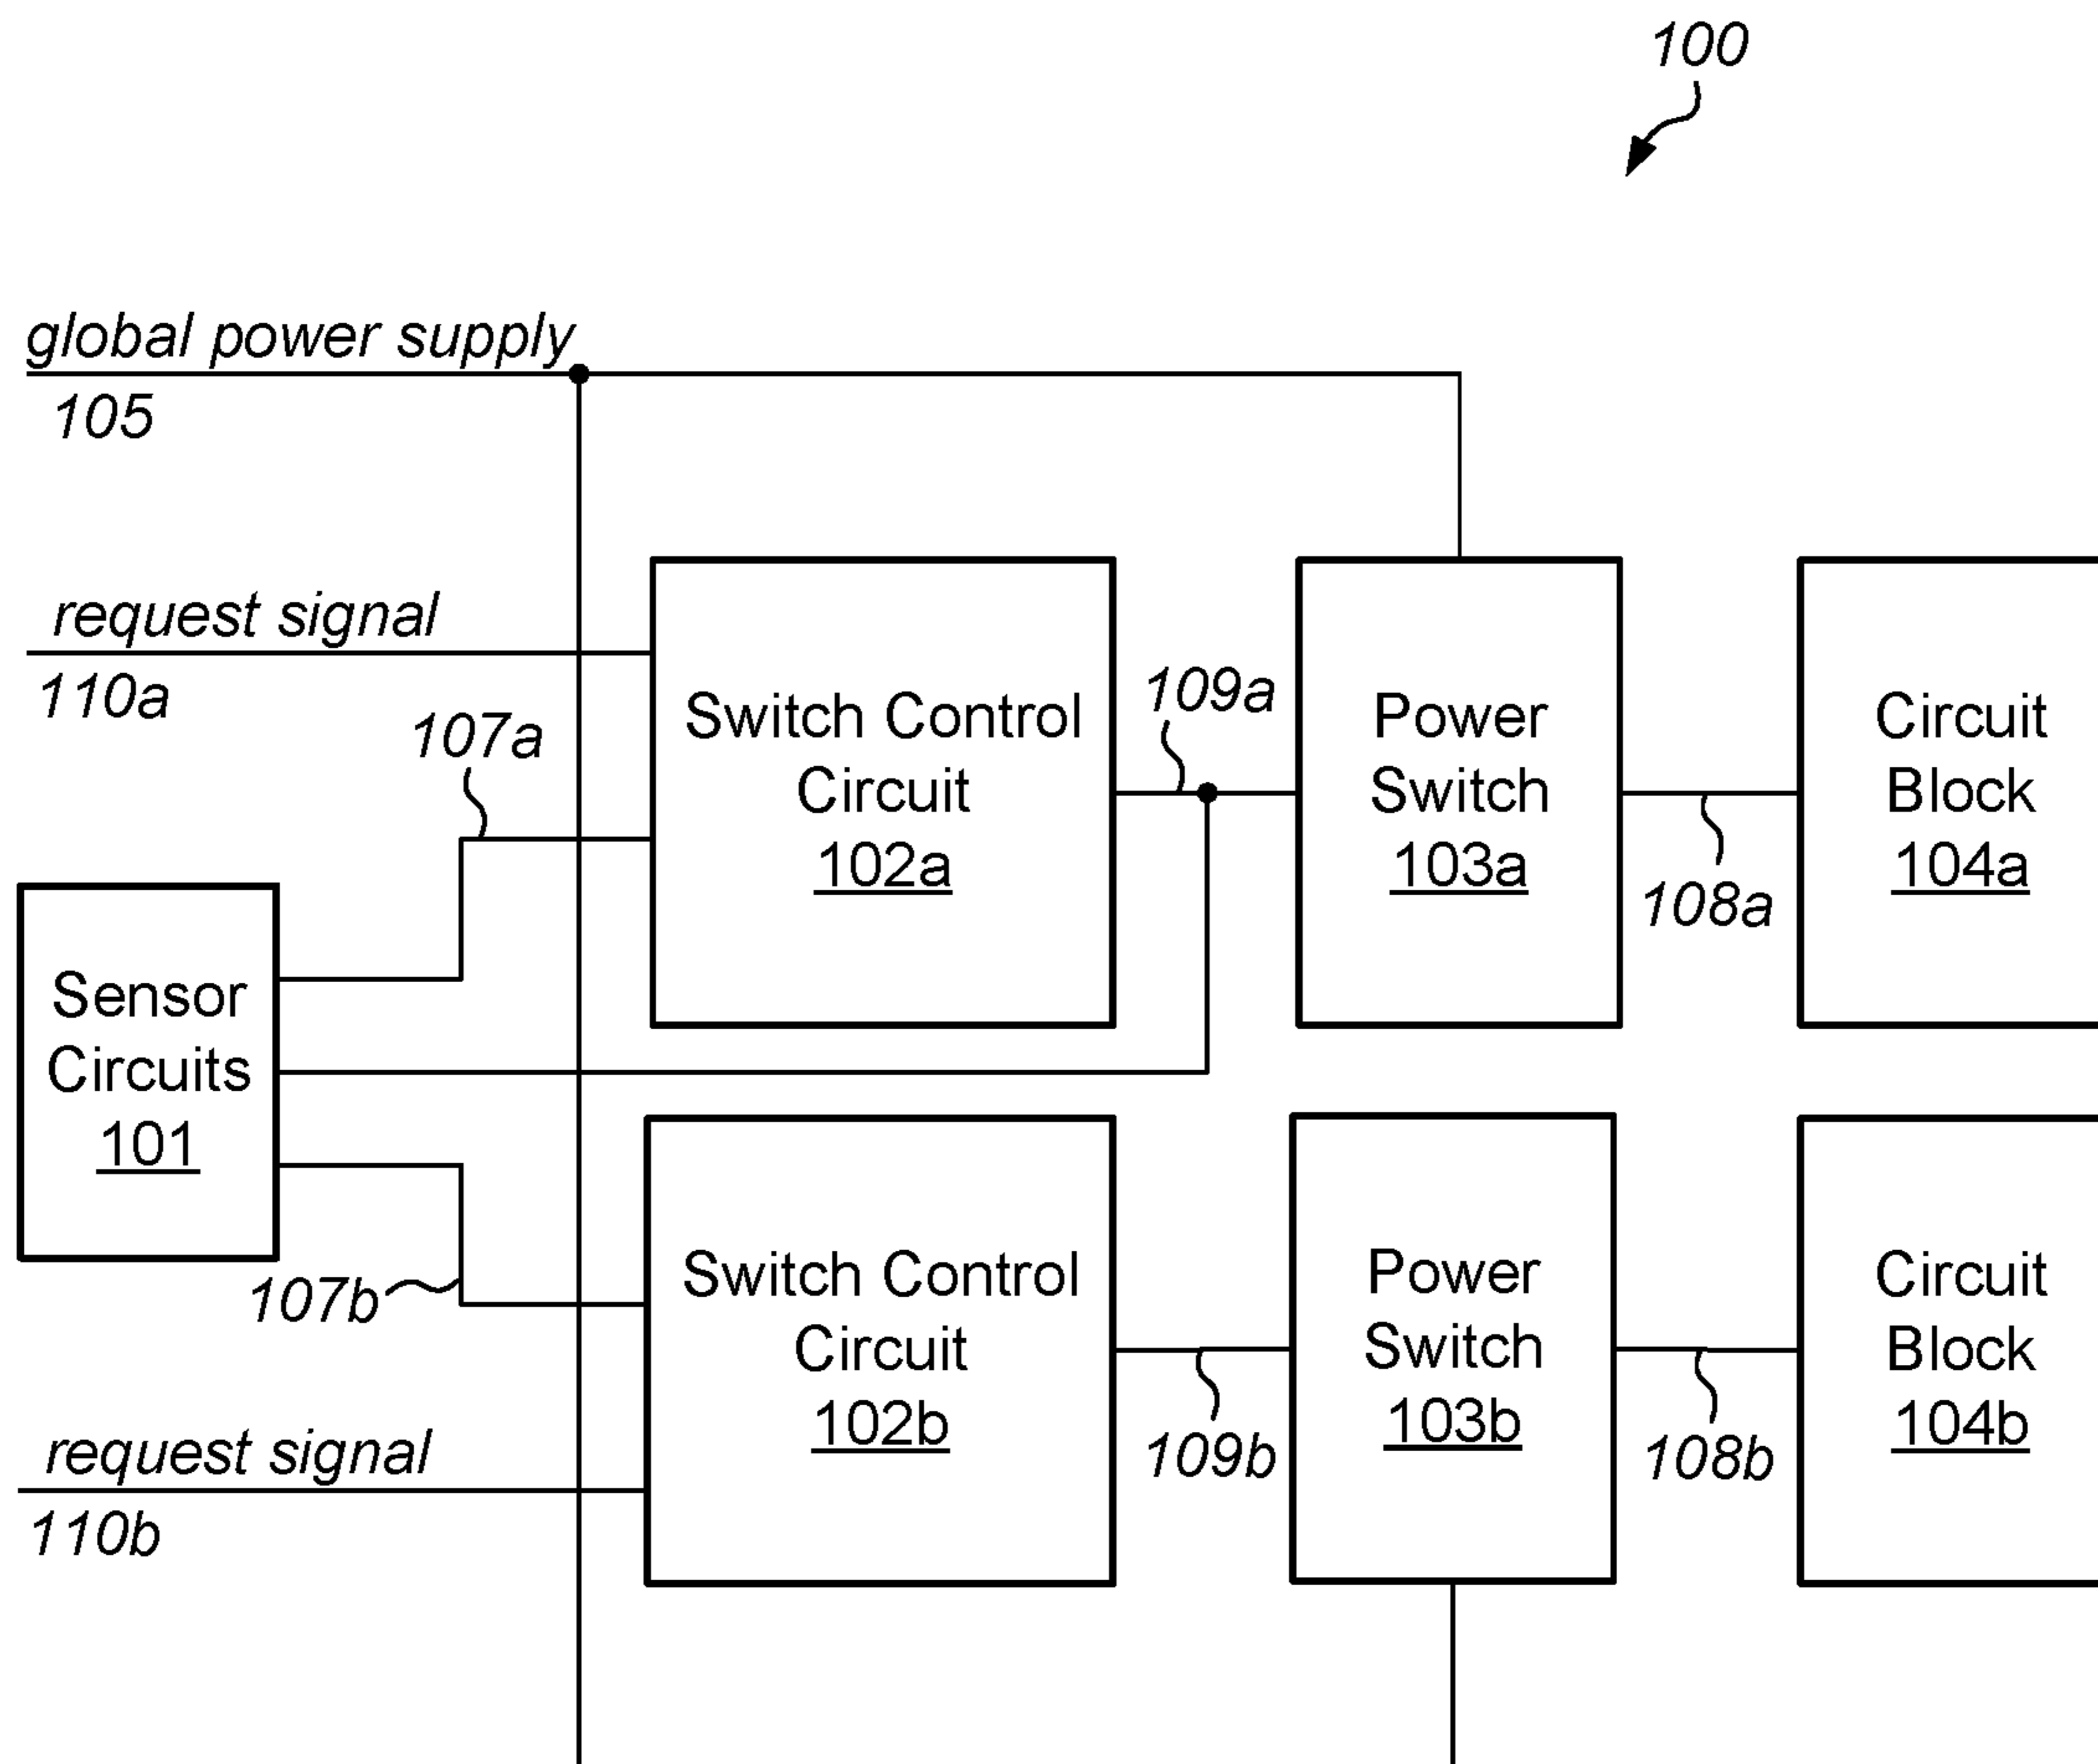 100
global power supply
105
request signal
110a
107a
Switch Control
Circuit
102a
109a
Power
Switch
103a
108a
Circuit
Block
104a
Sensor
Circuits
101
107b
Switch Control
Circuit
102b
109b
Power
Switch
103b
108b
Circuit
Block
104b
request signal
110b